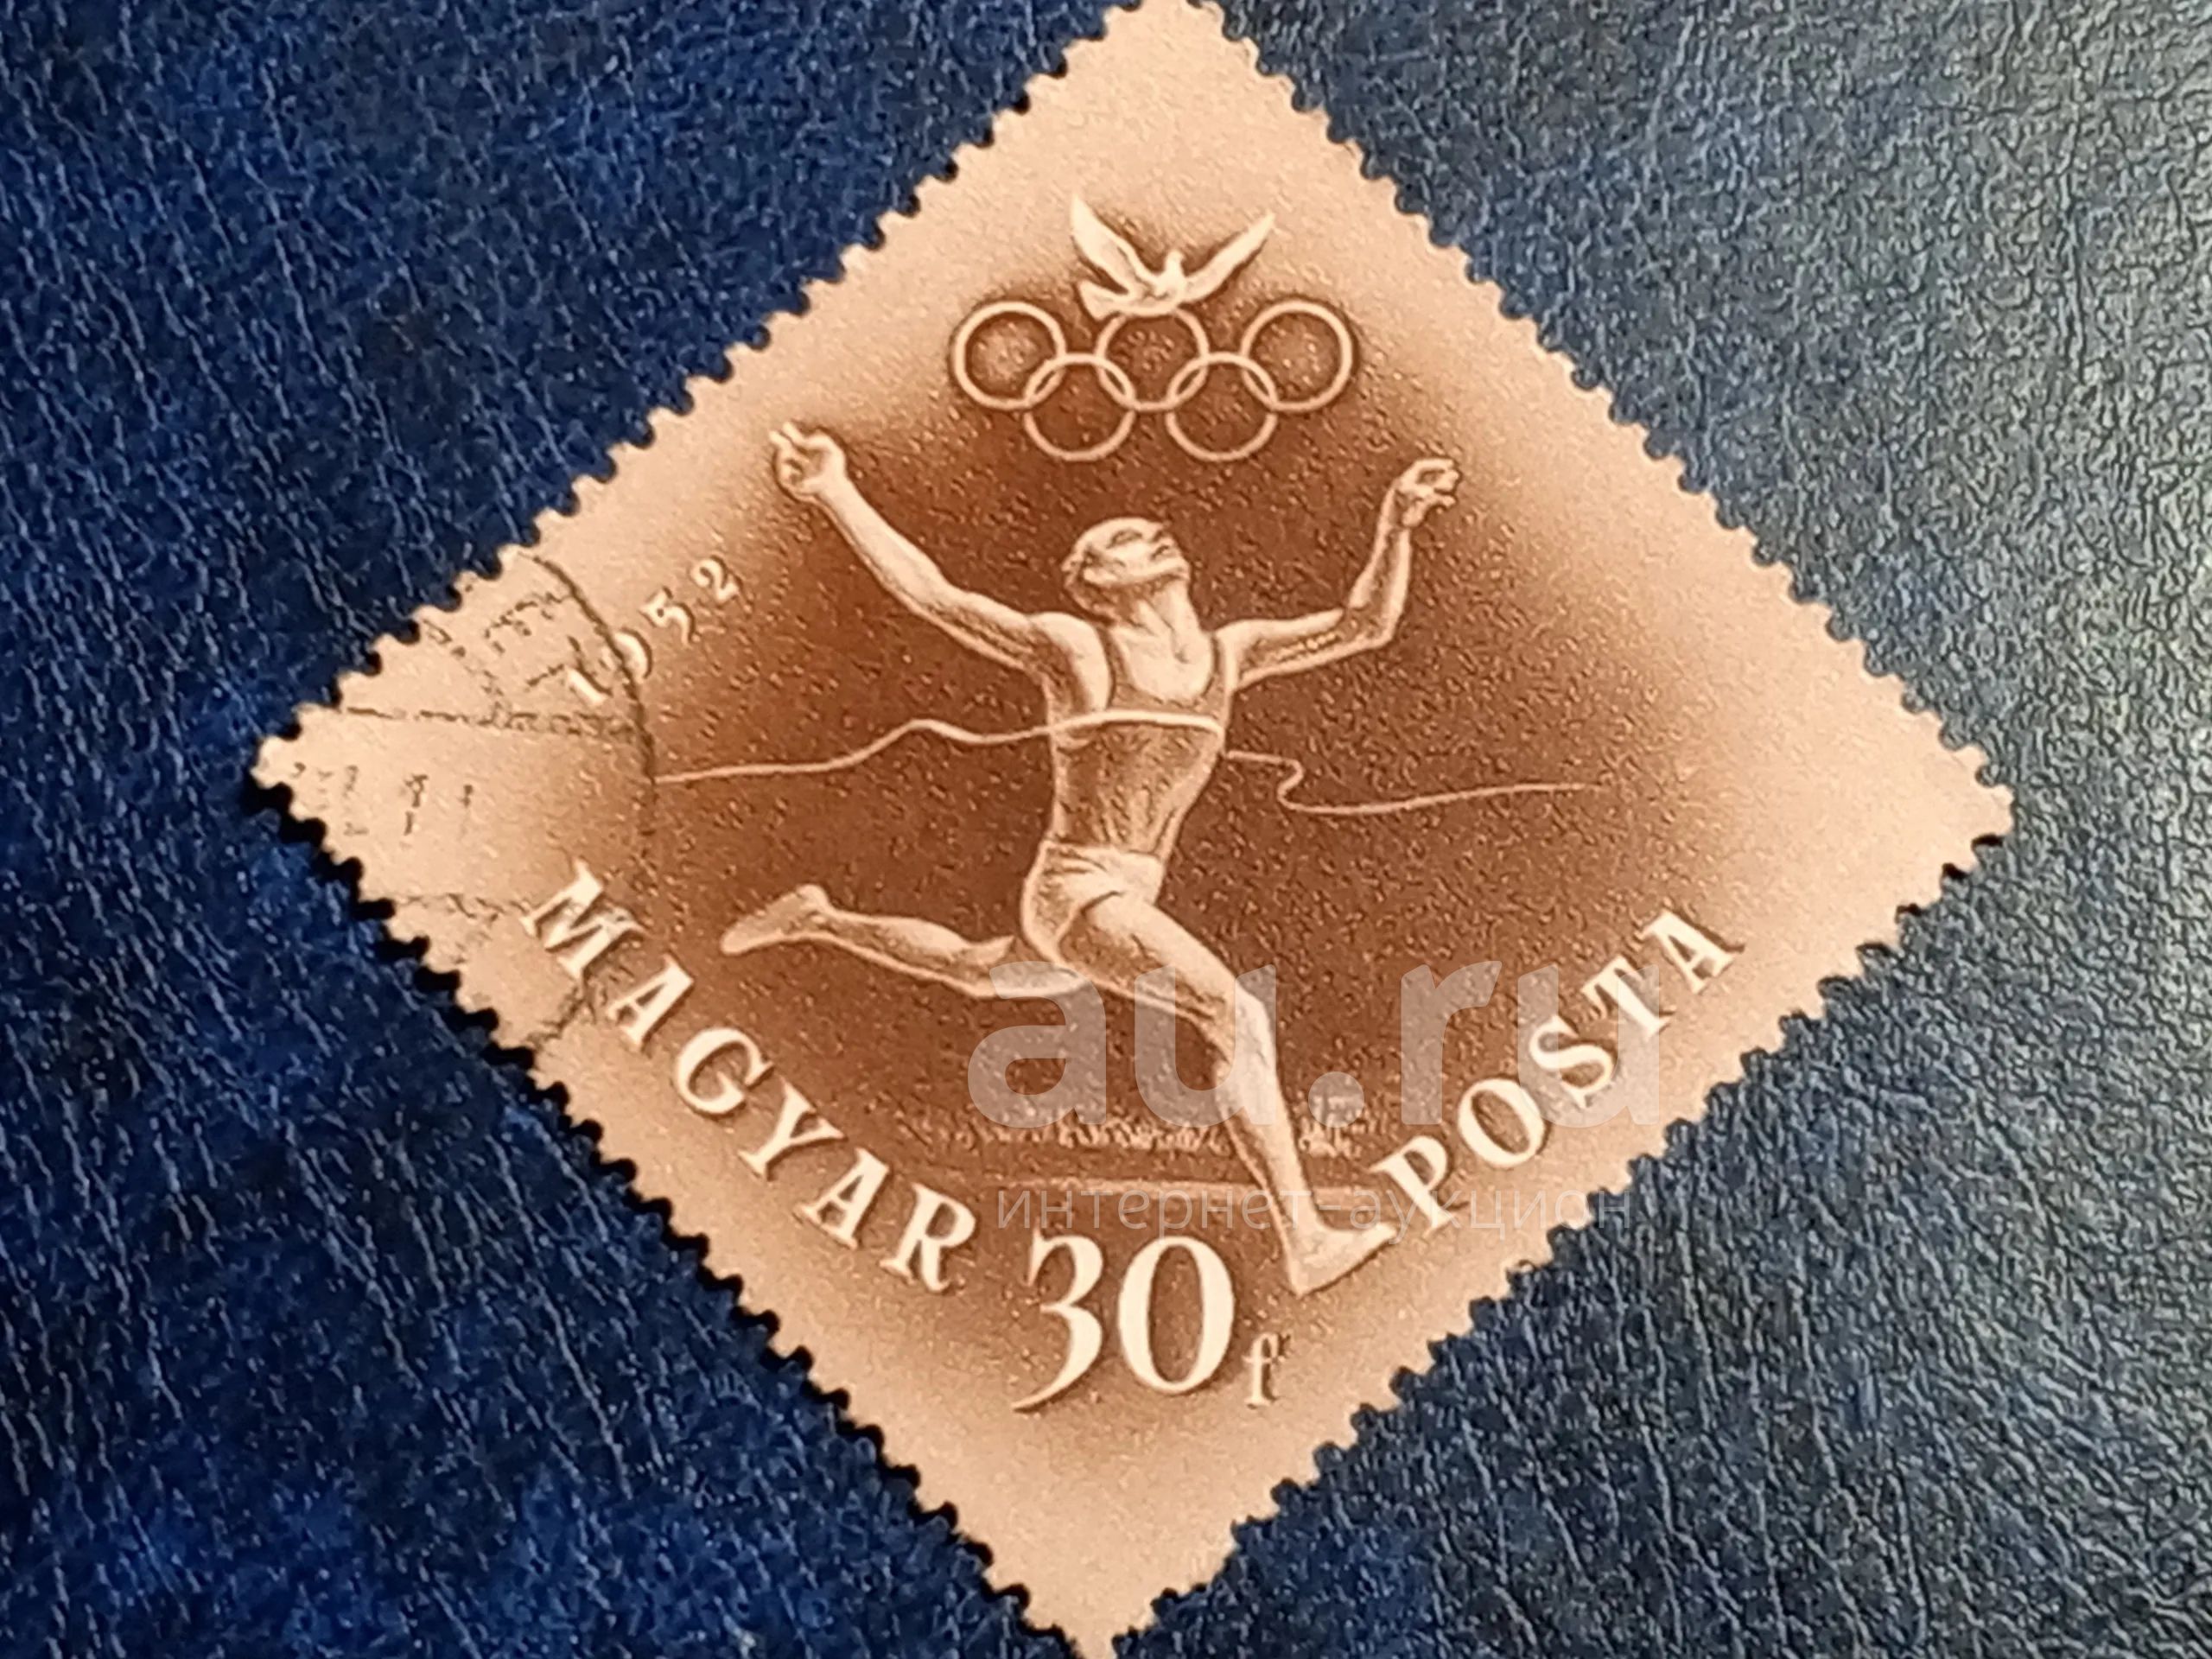 1952
MAGYAR
30f
POSTA
au.ru
интернет-аукцион